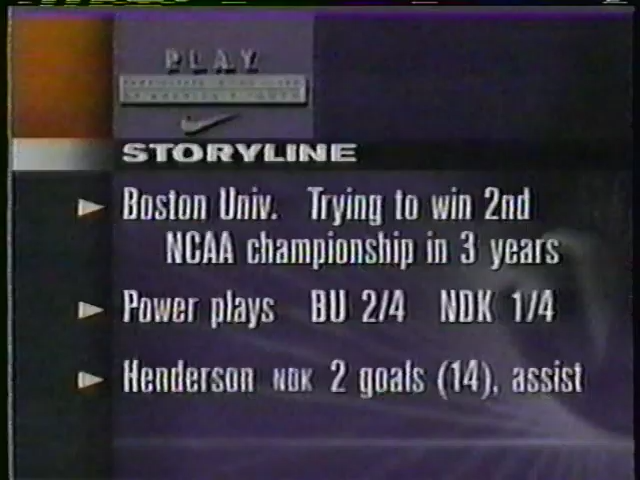 PLAY
STORYLINE
Boston Univ. Trying to win 2nd
NCAA championship in 3 years
Power plays BU 2/4 NDK 1/4
Henderson NDK 2 goals (14), assist